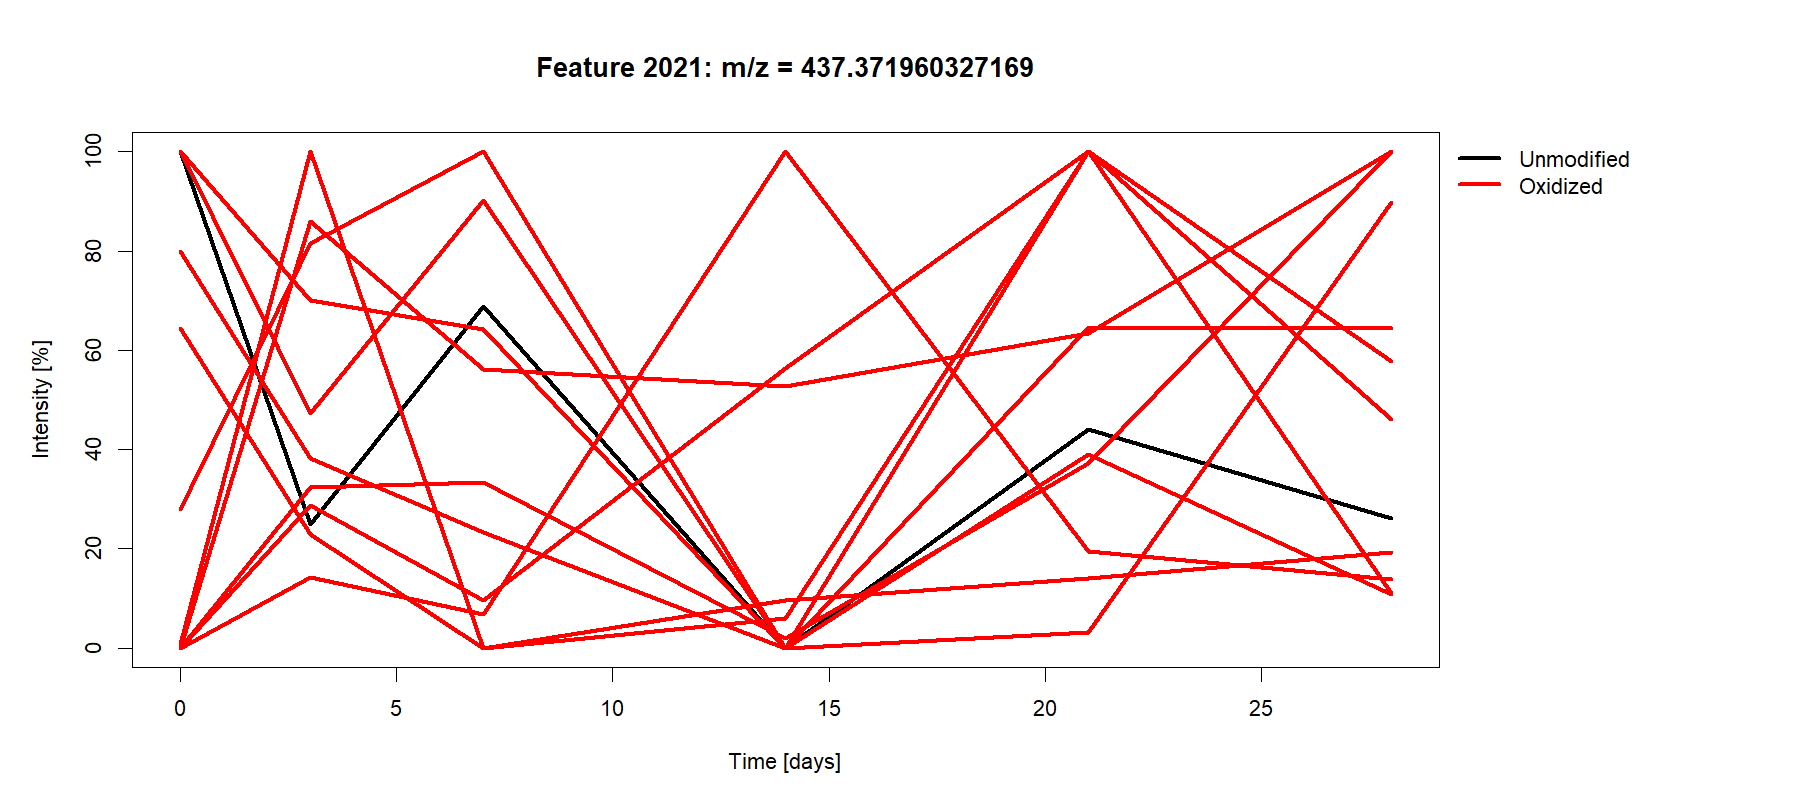 Feature 2021: m/z = 437.371960327169
Unmodified
Oxidized
Intensity [%]
100
80
60
40
20
0
0 5 10 15 20 25
Time [days]